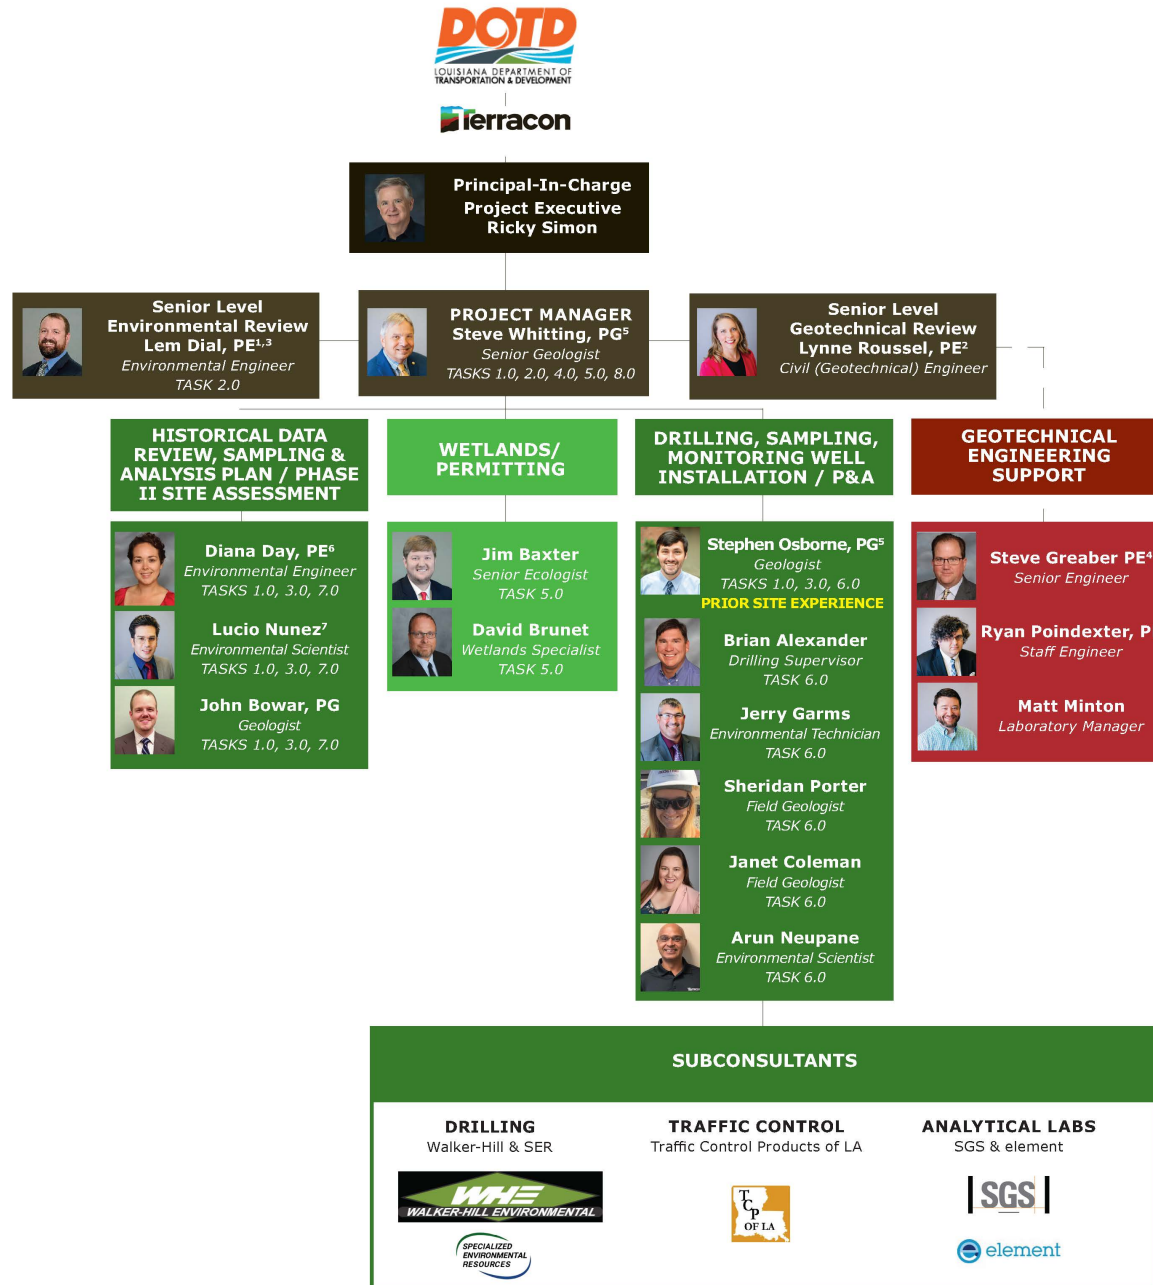 DOTD
LOUISIANA DEPARTMENT OF
TRANSPORTATION & DEVELOPMENT
Terracon
Principal-In-Charge
Project Executive
Ricky Simon
Senior Level
Environmental Review
Lem Dial, PE¹,³
Environmental Engineer
TASK 2.0
PROJECT MANAGER
Steve Whitting, PG⁵
Senior Geologist
TASKS 1.0, 2.0, 4.0, 5.0, 8.0
Senior Level
Geotechnical Review
Lynne Roussel, PE²
Civil (Geotechnical) Engineer
HISTORICAL DATA
REVIEW, SAMPLING &
ANALYSIS PLAN / PHASE
II SITE ASSESSMENT
Diana Day, PE⁶
Environmental Engineer
TASKS 1.0, 3.0, 7.0
Lucio Nunez⁷
Environmental Scientist
TASKS 1.0, 3.0, 7.0
John Bowar, PG
Geologist
TASKS 1.0, 3.0, 7.0
WETLANDS/
PERMITTING
Jim Baxter
Senior Ecologist
TASK 5.0
David Brunet
Wetlands Specialist
TASK 5.0
DRILLING, SAMPLING,
MONITORING WELL
INSTALLATION / P&A
Stephen Osborne, PG⁵
Geologist
TASKS 1.0, 3.0, 6.0
PRIOR SITE EXPERIENCE
Brian Alexander
Drilling Supervisor
TASK 6.0
Jerry Garms
Environmental Technician
TASK 6.0
Sheridan Porter
Field Geologist
TASK 6.0
Janet Coleman
Field Geologist
TASK 6.0
Arun Neupane
Environmental Scientist
TASK 6.0
GEOTECHNICAL
ENGINEERING
SUPPORT
Steve Greaber PE⁴
Senior Engineer
Ryan Poindexter, P
Staff Engineer
Matt Minton
Laboratory Manager
SUBCONSULTANTS
DRILLING
Walker-Hill & SER
WHE
WALKER-HILL ENVIRONMENTAL
SPECIALIZED
ENVIRONMENTAL
RESOURCES
TRAFFIC CONTROL
Traffic Control Products of LA
TCP
OF LA
ANALYTICAL LABS
SGS & element
SGS
element